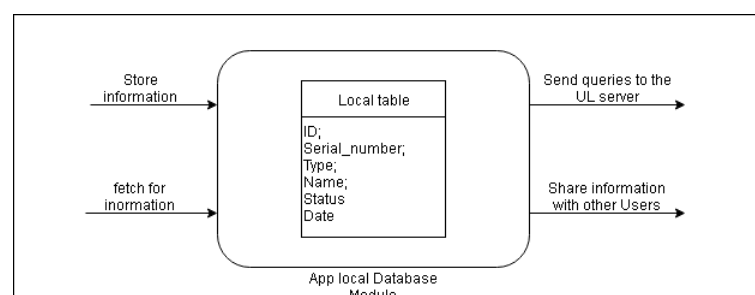 Store
information
Send queries to the
UL server
Local table
ID;
Serial_number;
Type;
Name;
Status
Date
fetch for
inormation
Share information
with other Users
App local Database
Module